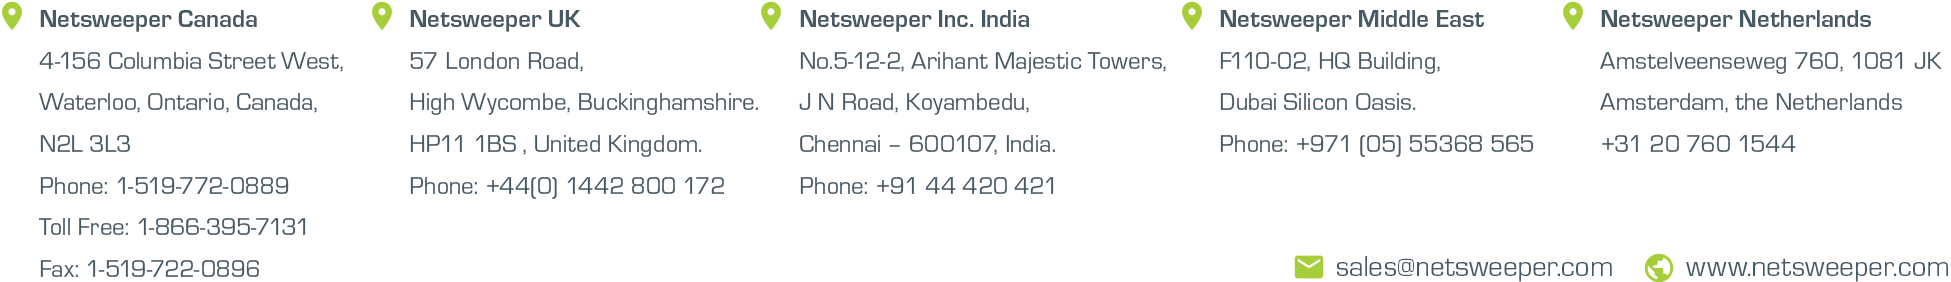 Netsweeper Canada
4-156 Columbia Street West,
Waterloo, Ontario, Canada,
N2L 3L3
Phone: 1-519-772-0889
Toll Free: 1-866-395-7131
Fax: 1-519-722-0896
Netsweeper UK
57 London Road,
High Wycombe, Buckinghamshire.
HP11 1BS , United Kingdom.
Phone: +44(0) 1442 800 172
Netsweeper Inc. India
No.5-12-2, Arihant Majestic Towers,
J N Road, Koyambedu,
Chennai – 600107, India.
Phone: +91 44 420 421
Netsweeper Middle East
F110-02, HQ Building,
Dubai Silicon Oasis.
Phone: +971 (05) 55368 565
Netsweeper Netherlands
Amstelveenseweg 760, 1081 JK
Amsterdam, the Netherlands
+31 20 760 1544
sales@netsweeper.com
www.netsweeper.com